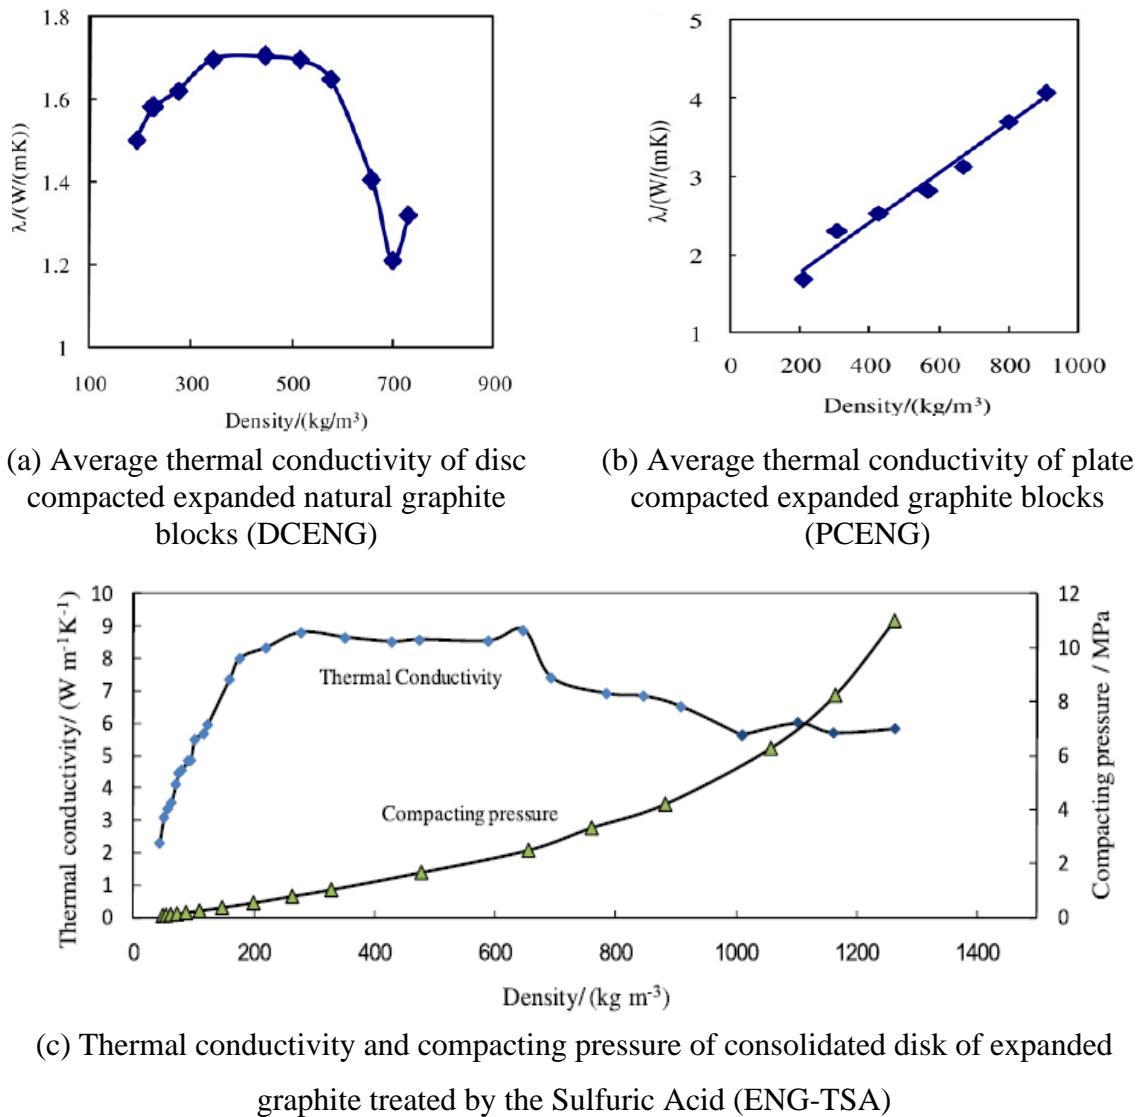 1.8
1.6
1.4
1.2
1
λ/(W/(mK))
100 300 500 700 900
Density/(kg/m³)
5
4
3
2
1
λ/(W/(mK))
0 200 400 600 800 1000
Density/(kg/m³)
(a) Average thermal conductivity of disc
compacted expanded natural graphite
blocks (DCENG)
(b) Average thermal conductivity of plate
compacted expanded graphite blocks
(PCENG)
Thermal conductivity/ (W m⁻¹K⁻¹)
10
9
8
7
6
5
4
3
2
1
0
Thermal Conductivity
Compacting pressure
12
10
8
6
4
2
0
Compacting pressure / MPa
0 200 400 600 800 1000 1200 1400
Density/ (kg m⁻³)
(c) Thermal conductivity and compacting pressure of consolidated disk of expanded
graphite treated by the Sulfuric Acid (ENG-TSA)